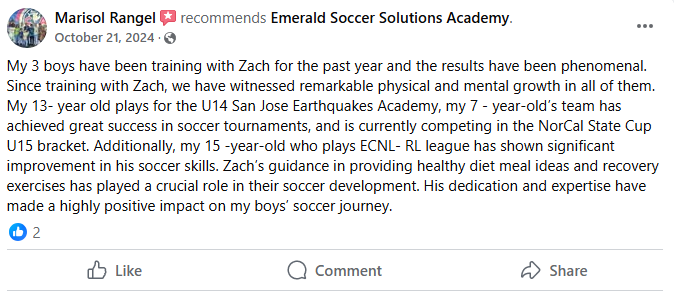 Marisol Rangel recommends Emerald Soccer Solutions Academy.
October 21, 2024 ·
My 3 boys have been training with Zach for the past year and the results have been phenomenal.
Since training with Zach, we have witnessed remarkable physical and mental growth in all of them.
My 13- year old plays for the U14 San Jose Earthquakes Academy, my 7 - year-old’s team has
achieved great success in soccer tournaments, and is currently competing in the NorCal State Cup
U15 bracket. Additionally, my 15 -year-old who plays ECNL- RL league has shown significant
improvement in his soccer skills. Zach’s guidance in providing healthy diet meal ideas and recovery
exercises has played a crucial role in their soccer development. His dedication and expertise have
made a highly positive impact on my boys’ soccer journey.
2
Like Comment Share